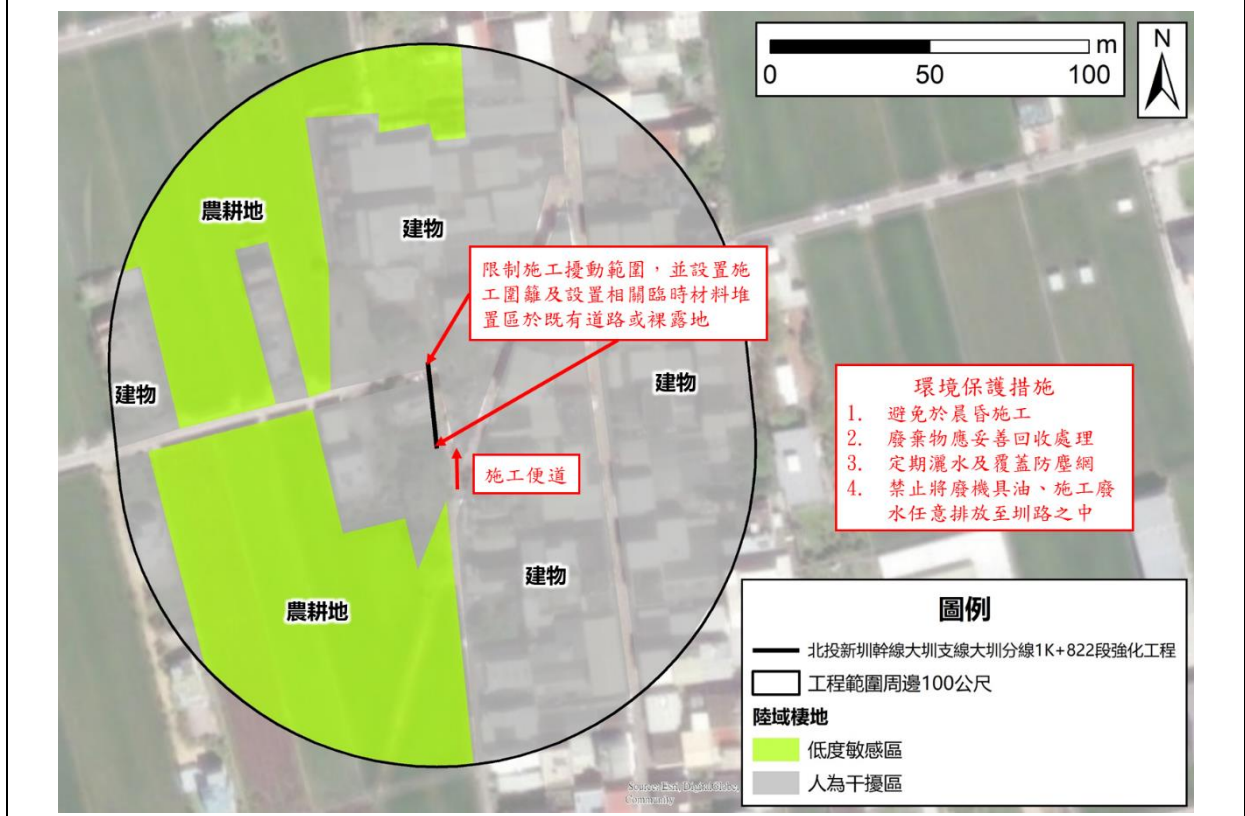 m
0 50 100
N
農耕地
建物
限制施工擾動範圍，並設置施
工圍籬及設置相關臨時材料堆
置區於既有道路或裸露地
建物
建物
環境保護措施
1. 避免於晨昏施工
2. 廢棄物應妥善回收處理
3. 定期灑水及覆蓋防塵網
4. 禁止將廢機具油、施工廢
水任意排放至圳路之中
施工便道
建物
農耕地
圖例
北投新圳幹線大圳支線大圳分線1K+822段強化工程
工程範圍周邊100公尺
陸域棲地
低度敏感區
人為干擾區
Source: Esri, DigitalGlobe,
Community